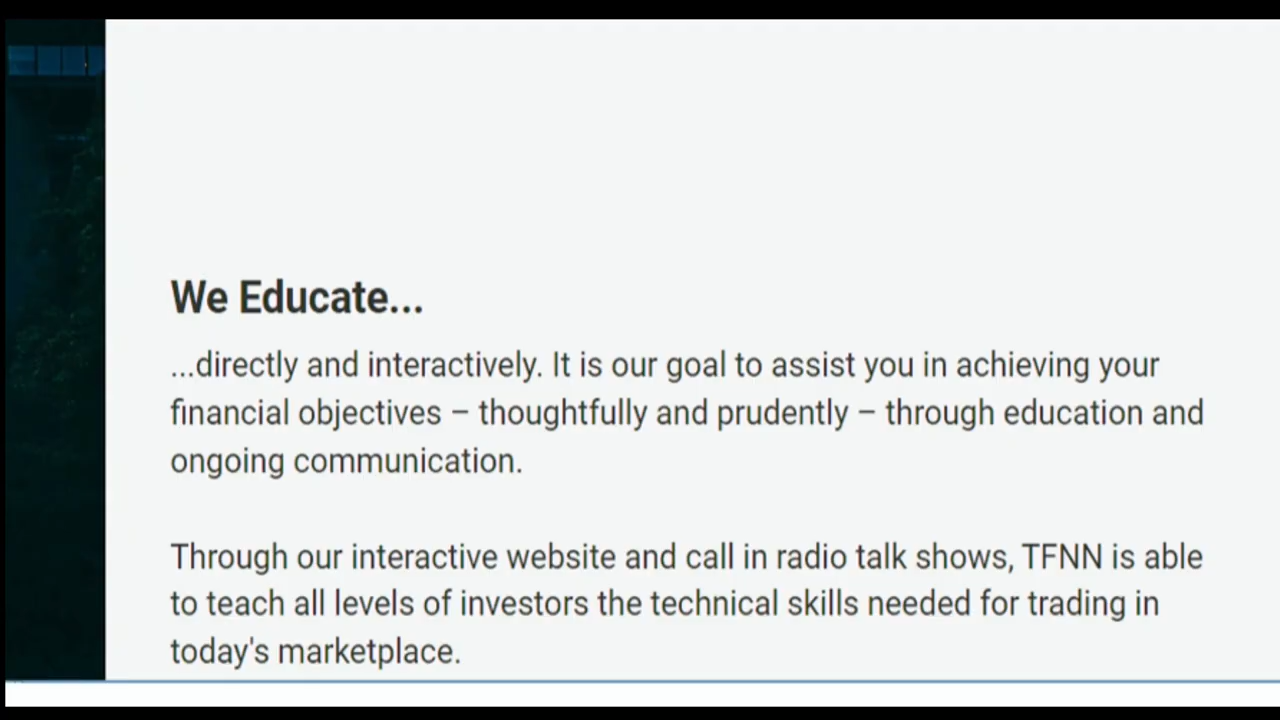 We Educate...
...directly and interactively. It is our goal to assist you in achieving your
financial objectives – thoughtfully and prudently – through education and
ongoing communication.
Through our interactive website and call in radio talk shows, TFNN is able
to teach all levels of investors the technical skills needed for trading in
today's marketplace.